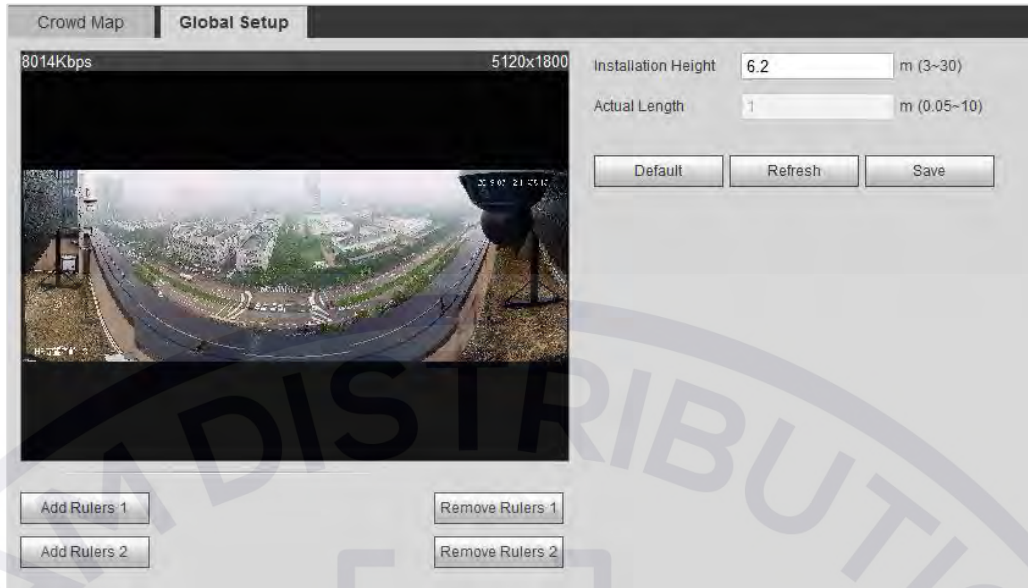 Crowd Map Global Setup
8014Kbps 5120x1800
Installation Height 6.2 m (3~30)
Actual Length 1 m (0.05~10)
Default Refresh Save
Add Rulers 1 Remove Rulers 1
Add Rulers 2 Remove Rulers 2
DISTRIBUTI